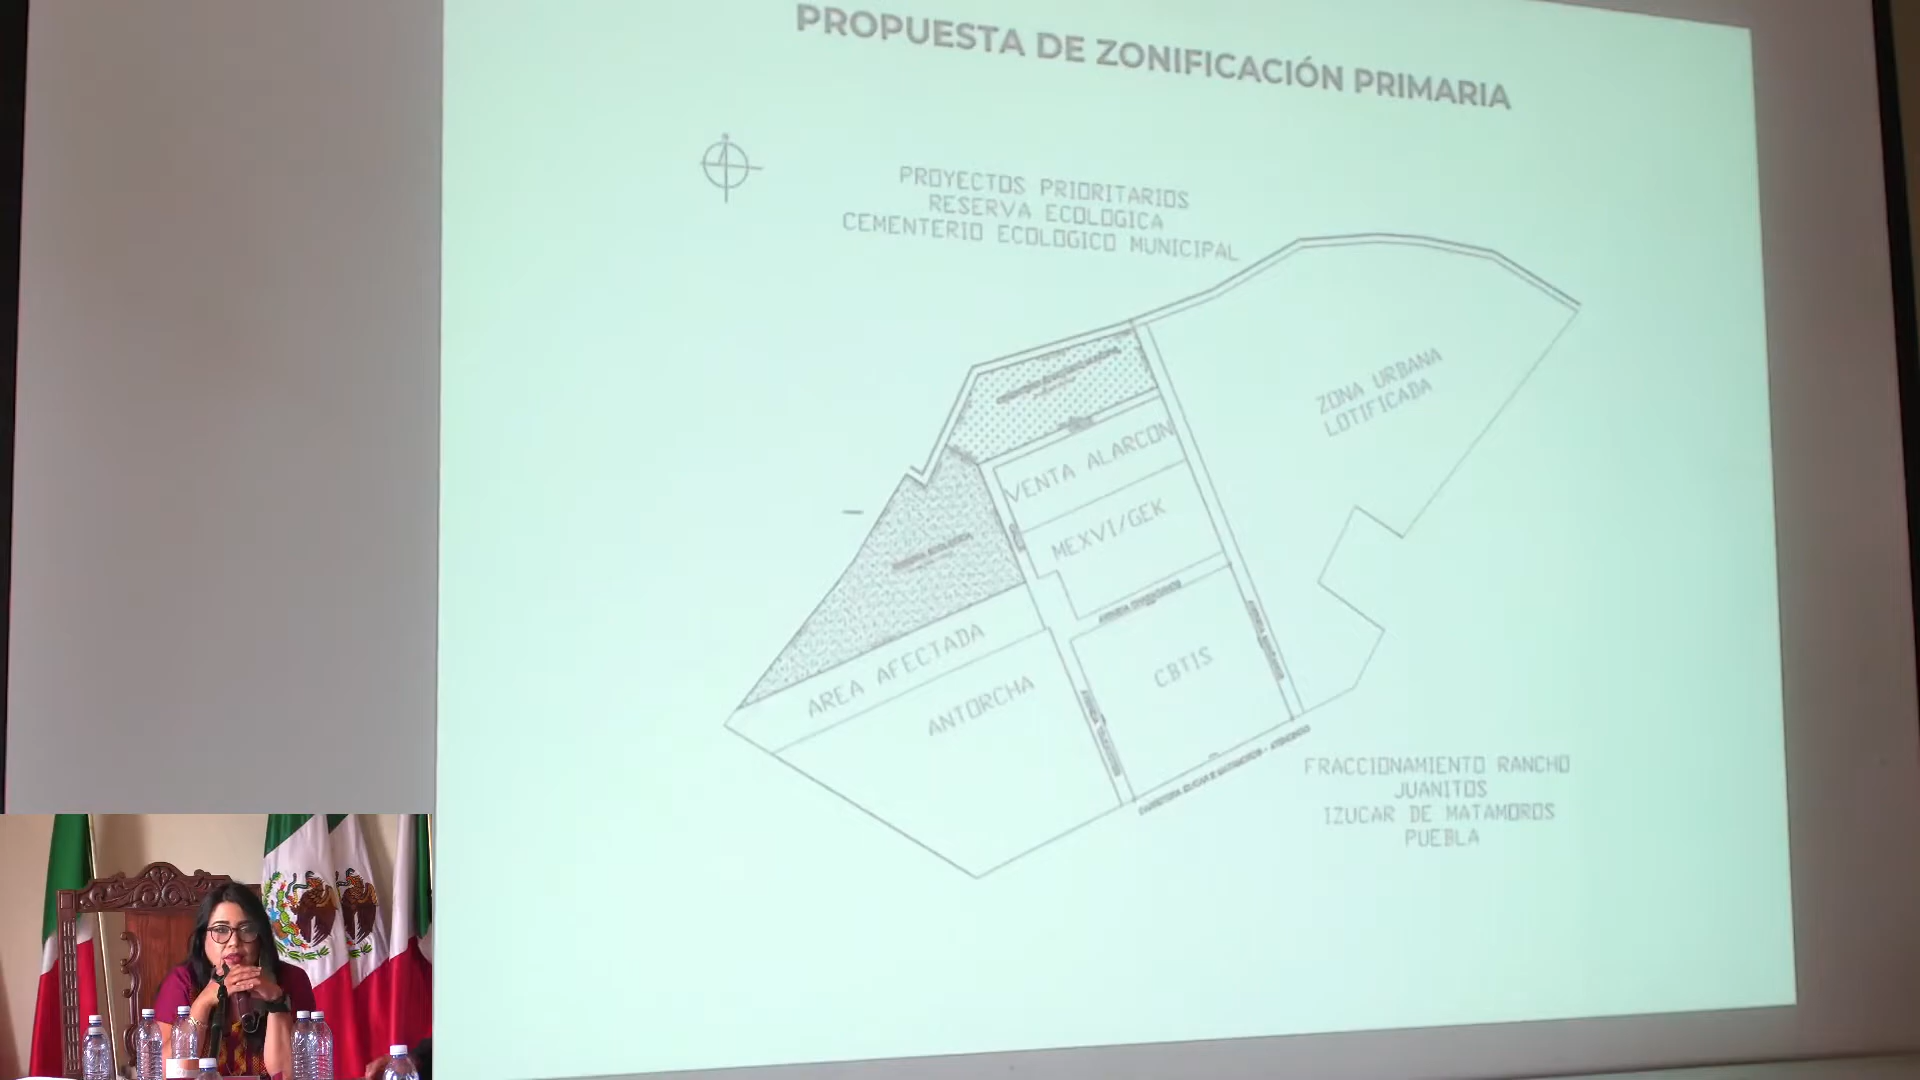 PROPUESTA DE ZONIFICACIÓN PRIMARIA
PROYECTOS PRIORITARIOS
RESERVA ECOLOGICA
CEMENTERIO ECOLOGICO MUNICIPAL
ZONA URBANA
LOTIFICADA
VENTA ALARCON
MEXVI/GEK
AREA AFECTADA
ANTORCHA
CBTIS
FRACCIONAMIENTO RANCHO
JUANITOS
IZUCAR DE MATAMOROS
PUEBLA